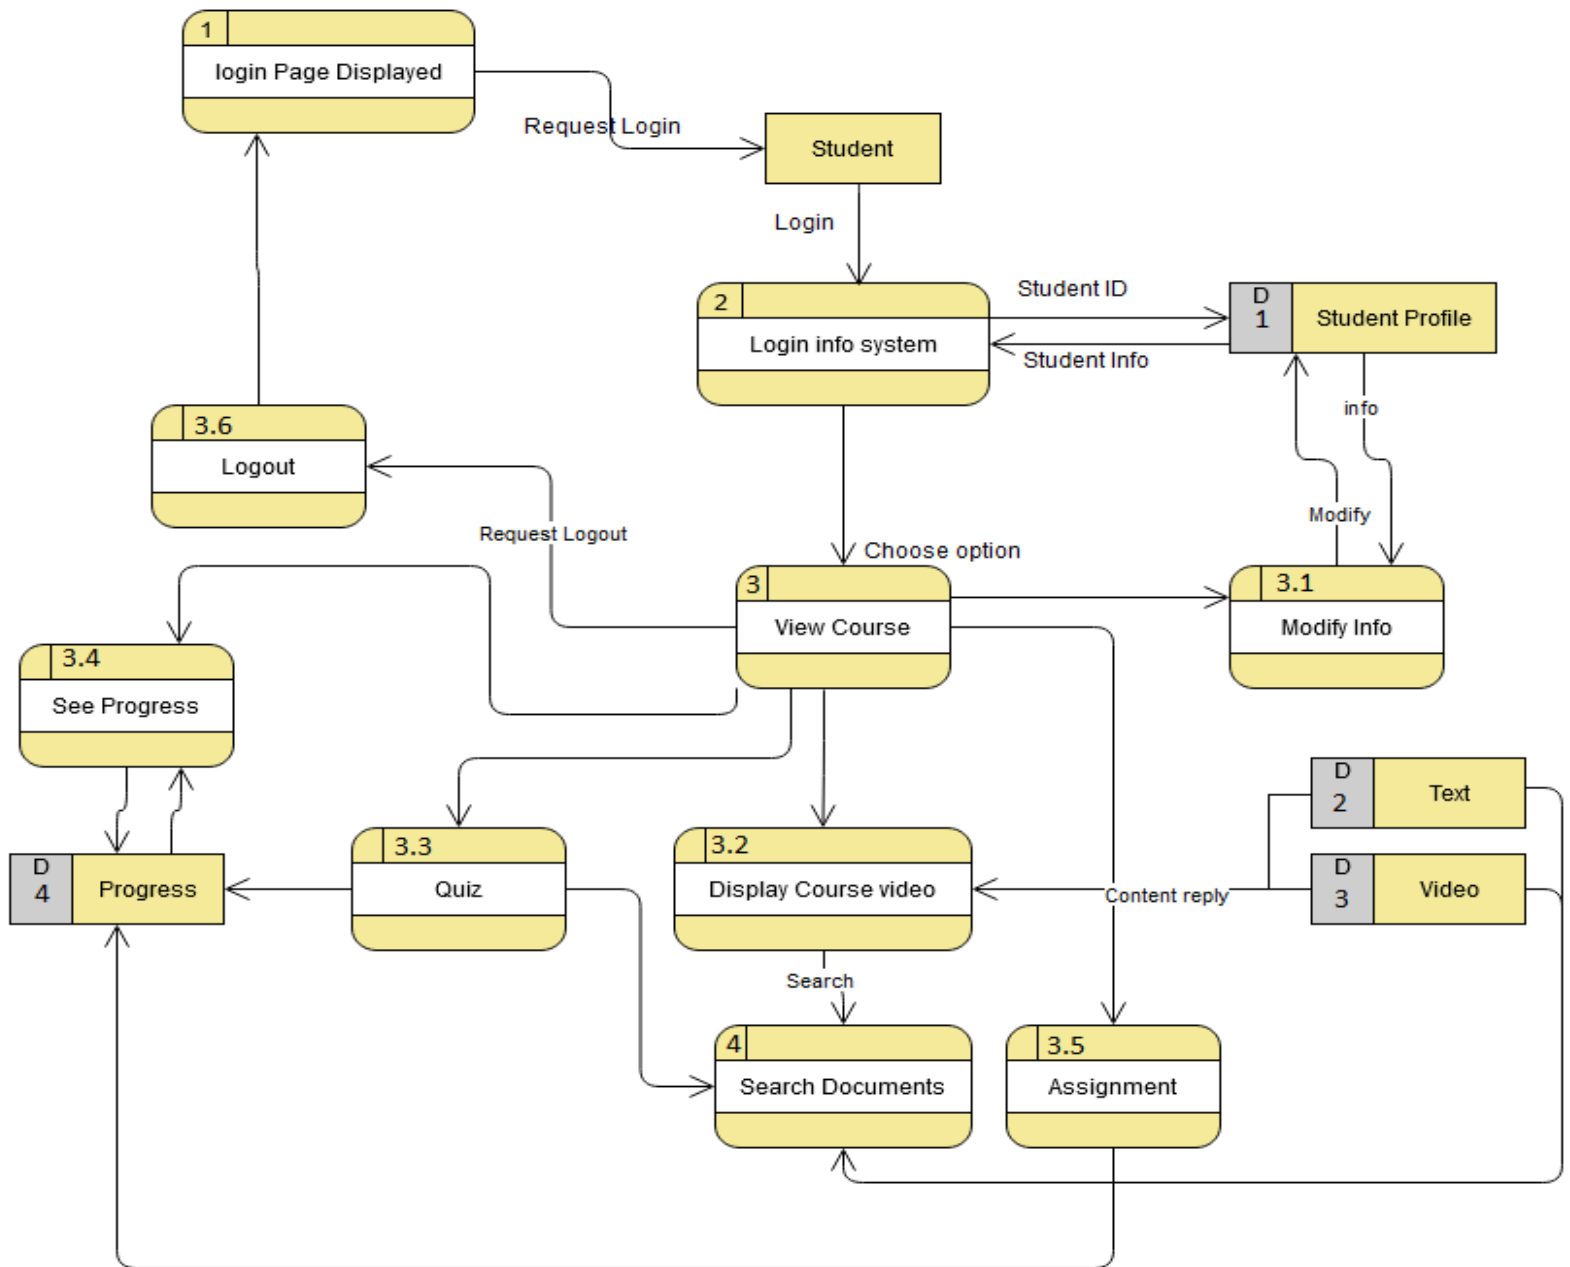 1
login Page Displayed
Request Login
Student
Login
2
Login info system
Student ID
Student Info
D
1
Student Profile
info
Modify
3.6
Logout
Request Logout
Choose option
3
View Course
3.1
Modify Info
3.4
See Progress
D
2
Text
D
3
Video
Content reply
D
4
Progress
3.3
Quiz
3.2
Display Course video
Search
4
Search Documents
3.5
Assignment